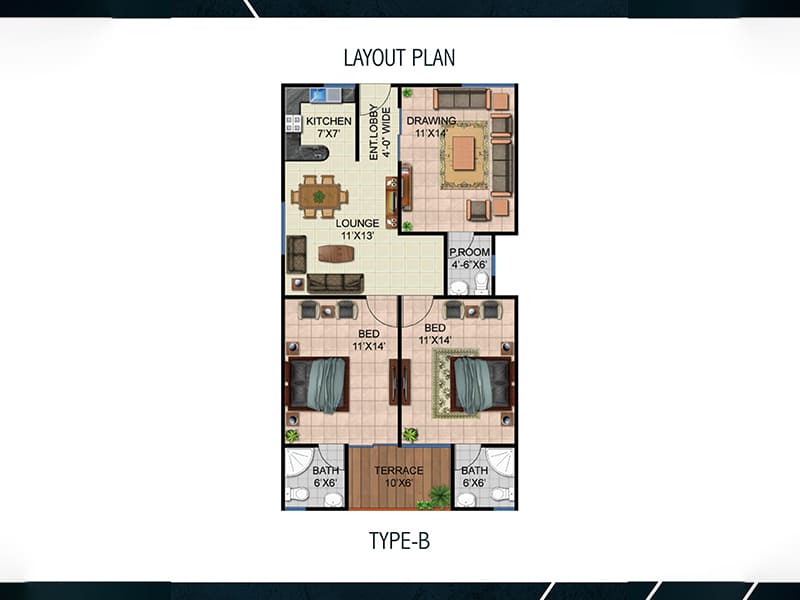 LAYOUT PLAN
KITCHEN
7'X7'
ENT.LOBBY
4'-0" WIDE
DRAWING
11'X14'
LOUNGE
11'X13'
P.ROOM
4'-6"X6'
BED
11'X14'
BED
11'X14'
BATH
6'X6'
TERRACE
10'X6'
BATH
6'X6'
TYPE-B